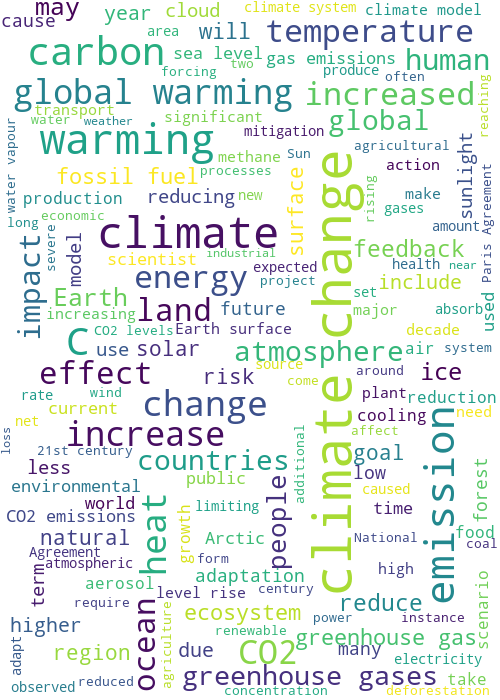 may
cause
year
cloud
climate system
climate model
area
will
temperature
carbon
sea level
gas emissions
human
forcing
two
produce
often
reaching
global warming
increased
transport
significant
global
water
weather
mitigation
warming
methane
Sun
agricultural
sunlight
water vapour
fossil fuel
processes
action
rising
production
reducing
new
surface
make
gases
Paris Agreement
long
economic
climate
change
amount
severe
model
scientist
industrial
feedback
impact
energy
expected
health
near
Earth
project
include
used
increasing
land
future
set
major
absorb
C
CO2 levels
Earth surface
decade
use
solar
atmosphere
air
system
effect
risk
source
around
ice
come
plant
reduction
rate
wind
change
cooling
need
net
current
affect
loss
increase
additional
goal
21st century
countries
climate
emission
less
low
forest
environmental
public
people
caused
world
limiting
time
food
CO2 emissions
heat
growth
natural
Arctic
National
coal
Agreement
form
term
atmospheric
adaptation
high
scenario
aerosol
level rise
century
require
reduce
ocean
agriculture
ecosystem
power
instance
higher
renewable
greenhouse gas
adapt
region
due
CO2
many
electricity
observed
reduced
greenhouse gases
take
concentration
deforestation